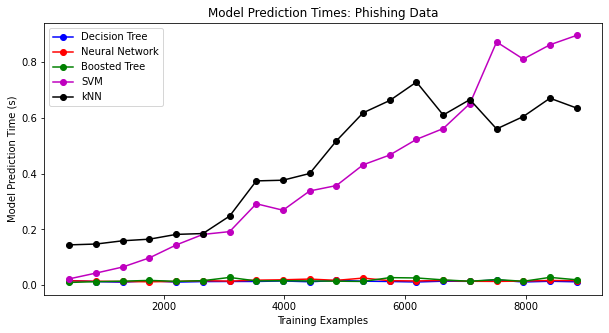 Model Prediction Times: Phishing Data
Decision Tree
Neural Network
Boosted Tree
SVM
kNN
Model Prediction Time (s)
0.8
0.6
0.4
0.2
0.0
2000 4000 6000 8000
Training Examples